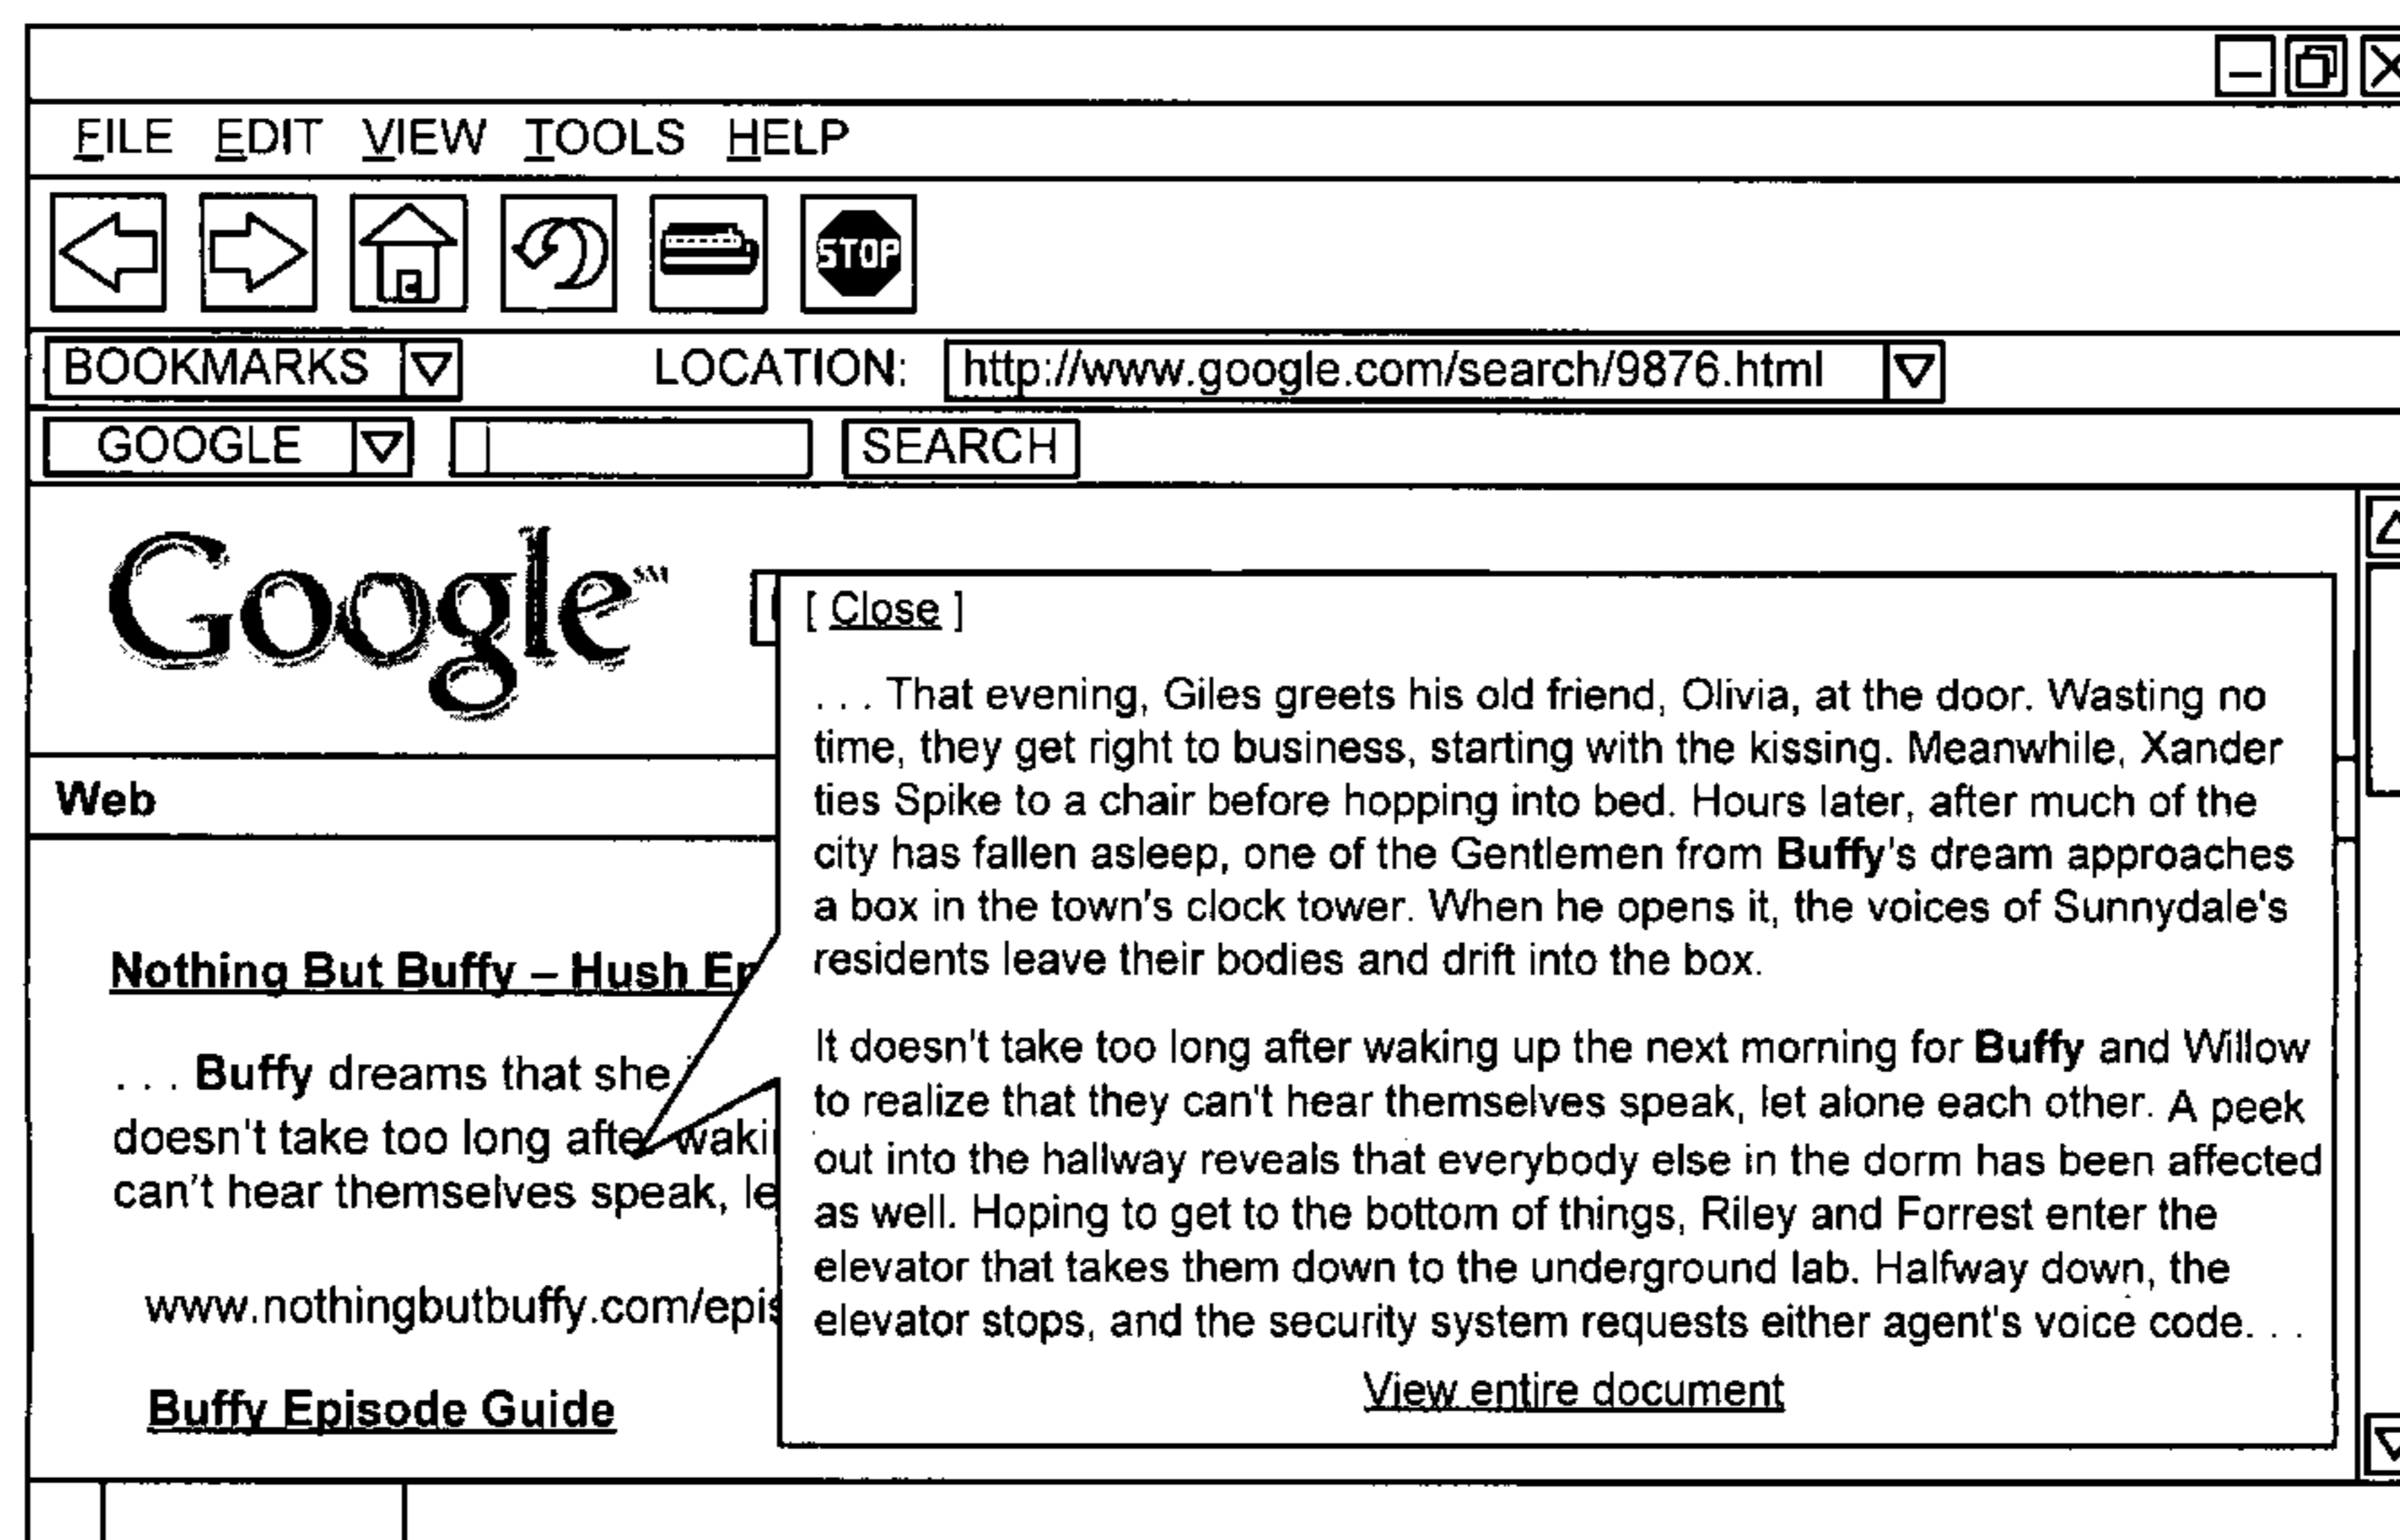 FILE EDIT VIEW TOOLS HELP
STOP
BOOKMARKS LOCATION: http://www.google.com/search/9876.html
GOOGLE SEARCH
Google SM
Web
Nothing But Buffy – Hush
. . . Buffy dreams that she
doesn't take too long after
can't hear themselves speak,
www.nothingbutbuffy.com/
Buffy Episode Guide
[ Close ]
. . . That evening, Giles greets his old friend, Olivia, at the door. Wasting no
time, they get right to business, starting with the kissing. Meanwhile, Xander
ties Spike to a chair before hopping into bed. Hours later, after much of the
city has fallen asleep, one of the Gentlemen from Buffy's dream approaches
a box in the town's clock tower. When he opens it, the voices of Sunnydale's
residents leave their bodies and drift into the box.
It doesn't take too long after waking up the next morning for Buffy and Willow
to realize that they can't hear themselves speak, let alone each other. A peek
out into the hallway reveals that everybody else in the dorm has been affected
as well. Hoping to get to the bottom of things, Riley and Forrest enter the
elevator that takes them down to the underground lab. Halfway down, the
elevator stops, and the security system requests either agent's voice code. . .
View entire document